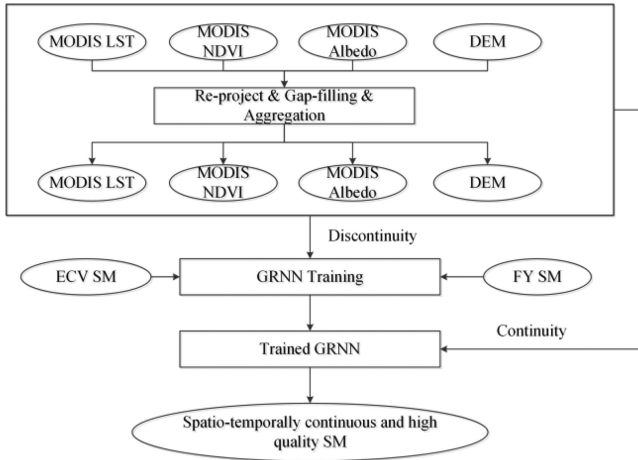 MODIS LST
MODIS
NDVI
MODIS
Albedo
DEM
Re-project & Gap-filling &
Aggregation
MODIS LST
MODIS
NDVI
MODIS
Albedo
DEM
Discontinuity
ECV SM
GRNN Training
FY SM
Continuity
Trained GRNN
Spatio-temporally continuous and high
quality SM